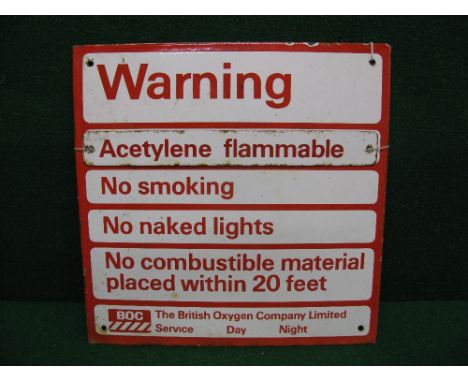 Warning
Acetylene flammable
No smoking
No naked lights
No combustible material
placed within 20 feet
BOC The British Oxygen Company Limited
Service Day Night